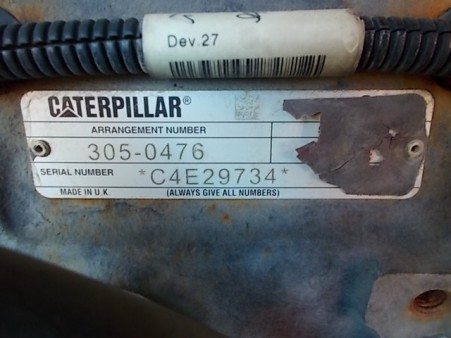 Dev.27
CATERPILLAR®
ARRANGEMENT NUMBER
305-0476
SERIAL NUMBER *C4E29734*
MADE IN U.K. (ALWAYS GIVE ALL NUMBERS)